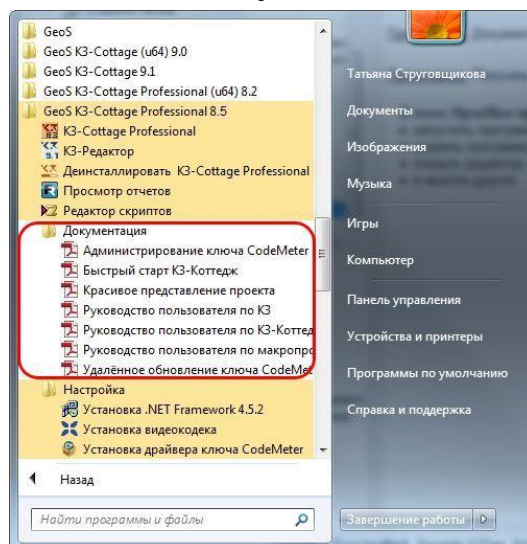 GeoS
GeoS K3-Cottage (u64) 9.0
GeoS K3-Cottage 9.1
GeoS K3-Cottage Professional (u64) 8.2
GeoS K3-Cottage Professional 8.5
K3-Cottage Professional
К3-Редактор
Деинсталлировать K3-Cottage Professional
Просмотр отчетов
Редактор скриптов
Документация
Администрирование ключа CodeMeter
Быстрый старт К3-Коттедж
Красивое представление проекта
Руководство пользователя по К3
Руководство пользователя по К3-Коттед
Руководство пользователя по макропро
Удалённое обновление ключа CodeMet
Настройка
Установка .NET Framework 4.5.2
Установка видеокодека
Установка драйвера ключа CodeMeter
Назад
Найти программы и файлы
Татьяна Струговщикова
Документы
Изображения
Музыка
Игры
Компьютер
Панель управления
Устройства и принтеры
Программы по умолчанию
Справка и поддержка
Завершение работы